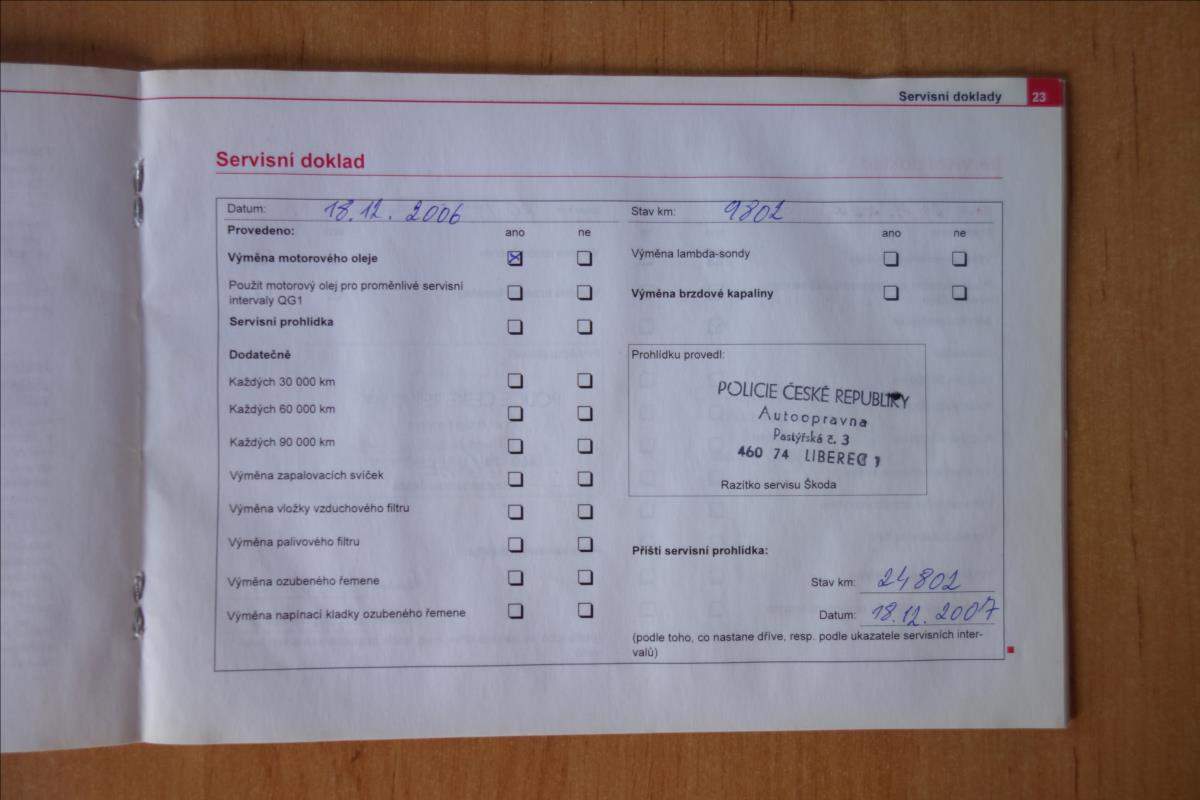 Servisní doklady 23
Servisní doklad
Datum: 18.12.2006
Stav km: 9802
Provedeno: ano ne
ano ne
Výměna motorového oleje
Výměna lambda-sondy
Použit motorový olej pro proměnlivé servisní
intervaly QG1
Výměna brzdové kapaliny
Servisní prohlídka
Dodatečně
Každých 30 000 km
Každých 60 000 km
Každých 90 000 km
Výměna zapalovacích svíček
Výměna vložky vzduchového filtru
Výměna palivového filtru
Výměna ozubeného řemene
Výměna napínací kladky ozubeného řemene
Prohlídku provedl:
POLICIE ČESKÉ REPUBLIKY
Autoopravna
Pastýřská č. 3
460 74 LIBEREC 1
Razítko servisu Škoda
Příští servisní prohlídka:
Stav km: 24802
Datum: 18.12.2007
(podle toho, co nastane dříve, resp. podle ukazatele servisních inter-
valů)